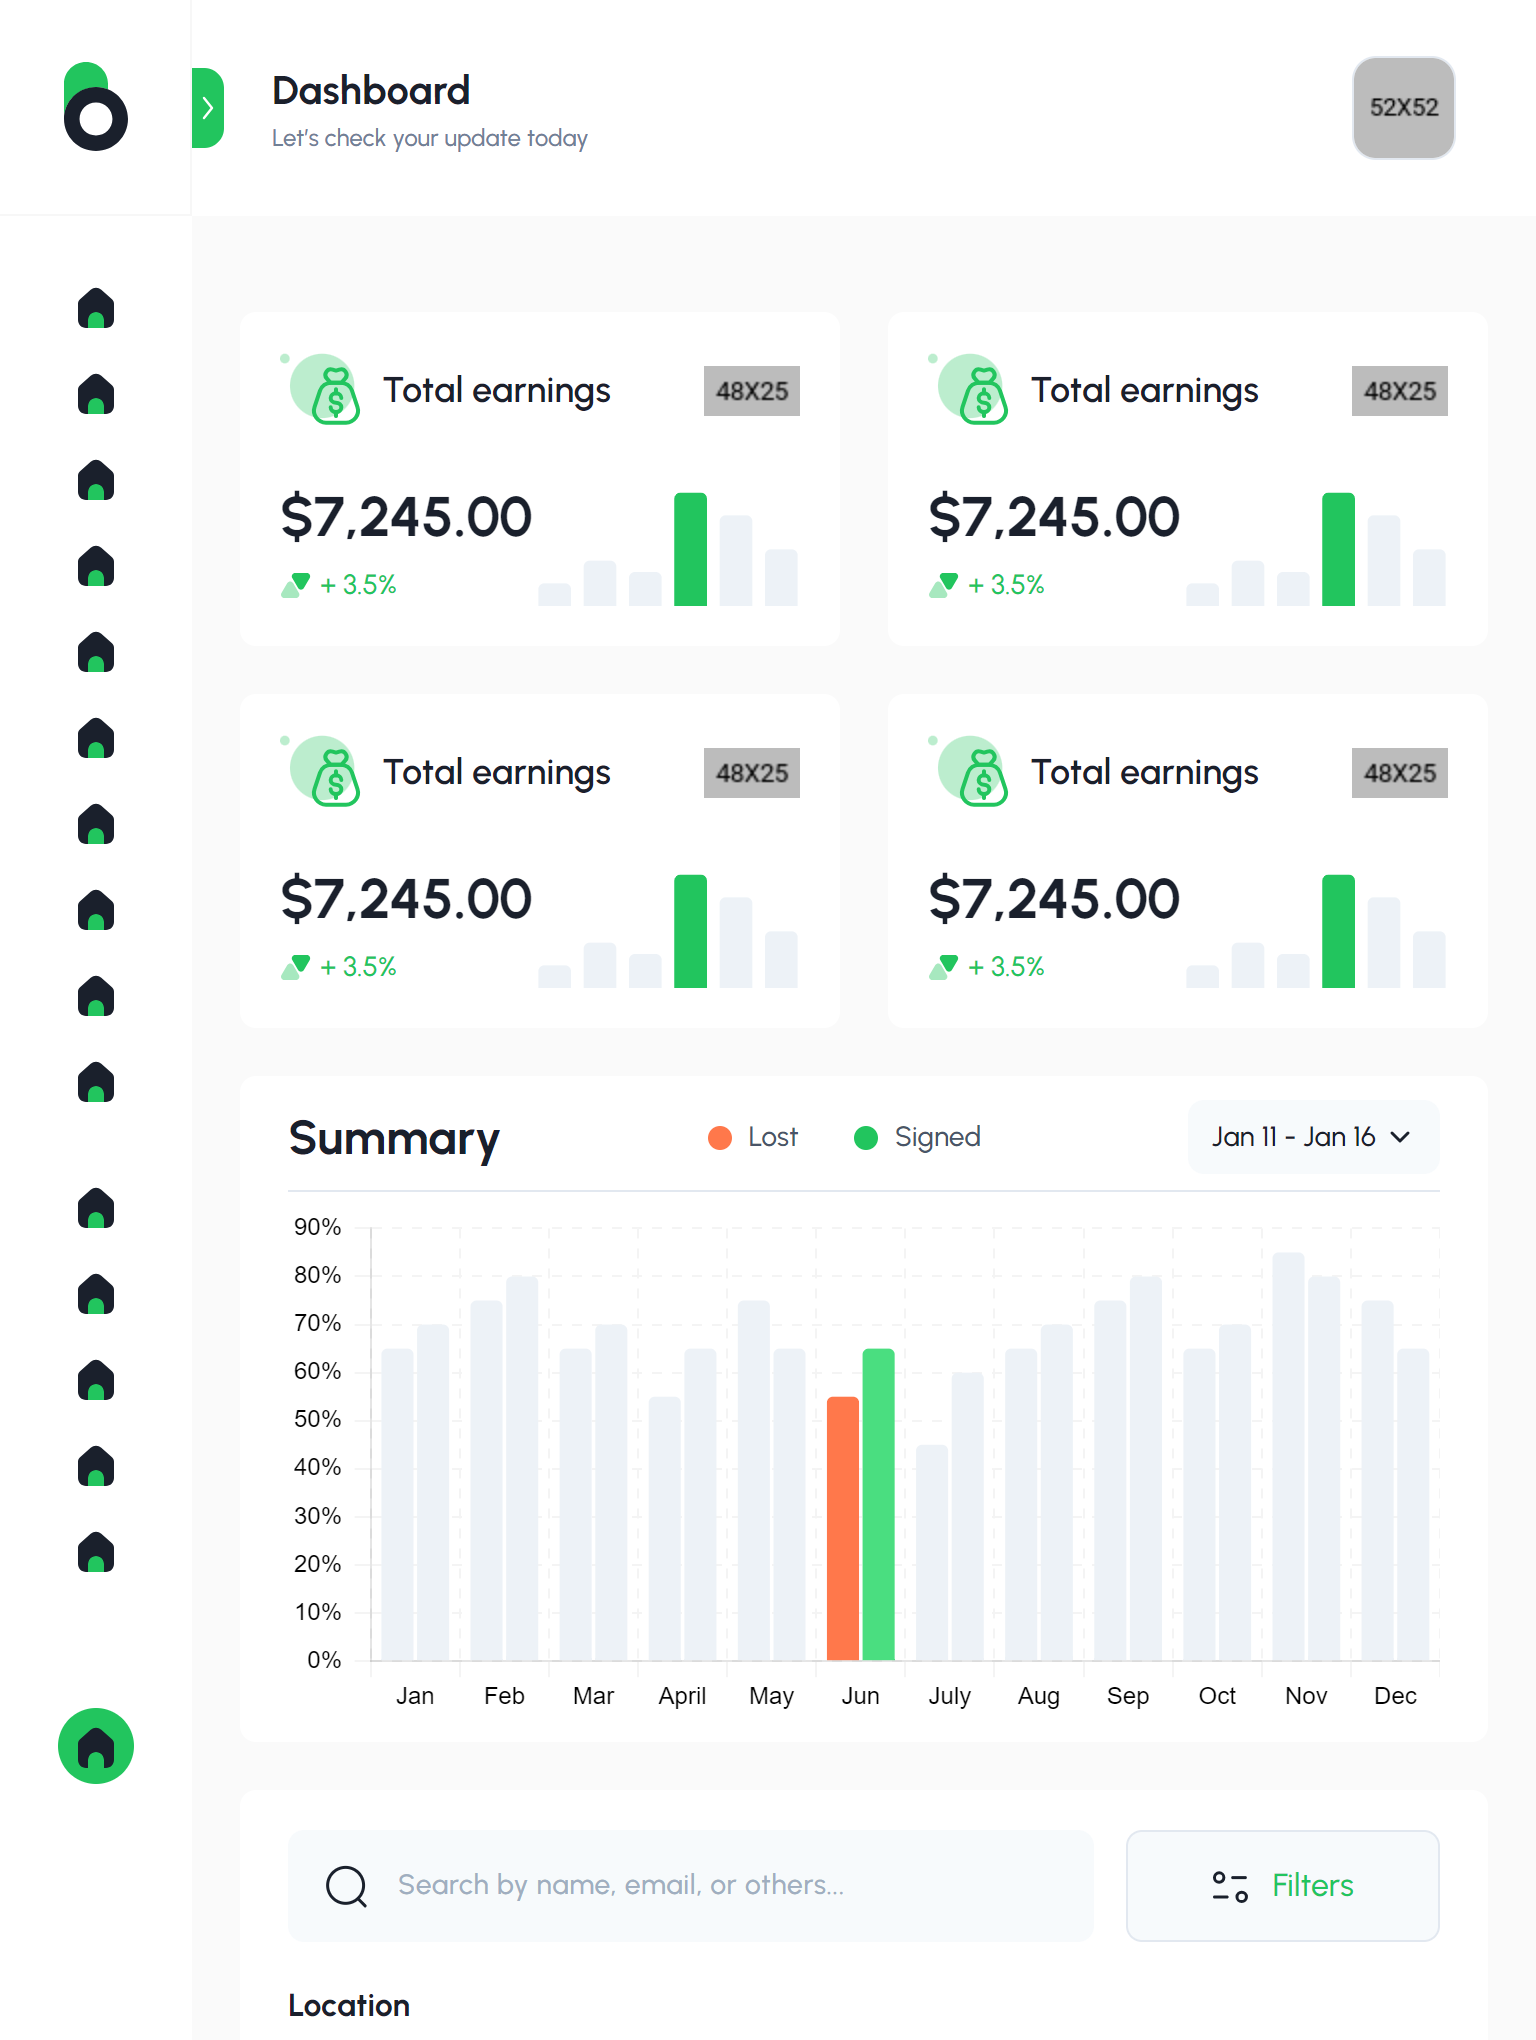 Dashboard
Let's check your update today
52X52
Total earnings
48X25
$7,245.00
+ 3.5%
Total earnings
48X25
$7,245.00
+ 3.5%
Total earnings
48X25
$7,245.00
+ 3.5%
Total earnings
48X25
$7,245.00
+ 3.5%
Summary
Lost
Signed
Jan 11 - Jan 16
90%
80%
70%
60%
50%
40%
30%
20%
10%
0%
Jan Feb Mar April May Jun July Aug Sep Oct Nov Dec
Search by name, email, or others...
Filters
Location